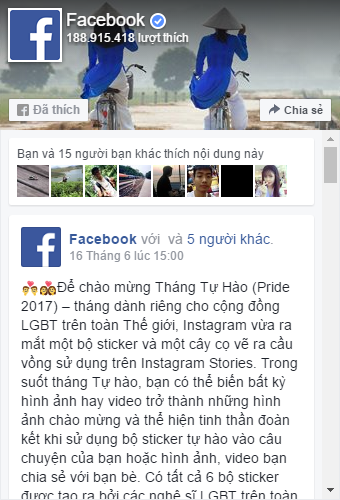 Facebook
188.915.418 lượt thích
Đã thích
Chia sẻ
Bạn và 15 người bạn khác thích nội dung này
Facebook với và 5 người khác.
16 Tháng 6 lúc 15:00
Để chào mừng Tháng Tự Hào (Pride
2017) – tháng dành riêng cho cộng đồng
LGBT trên toàn Thế giới, Instagram vừa ra
mắt một bộ sticker và một cây cọ vẽ ra cầu
vồng sử dụng trên Instagram Stories. Trong
suốt tháng Tự hào, bạn có thể biến bất kỳ
hình ảnh hay video trở thành những hình
ảnh chào mừng và thể hiện tinh thần đoàn
kết khi sử dụng bộ sticker tự hào vào câu
chuyện của bạn hoặc hình ảnh, video bạn
chia sẻ với bạn bè. Có tất cả 6 bộ sticker
được tạo ra bởi các nghệ sĩ LGBT trên toàn